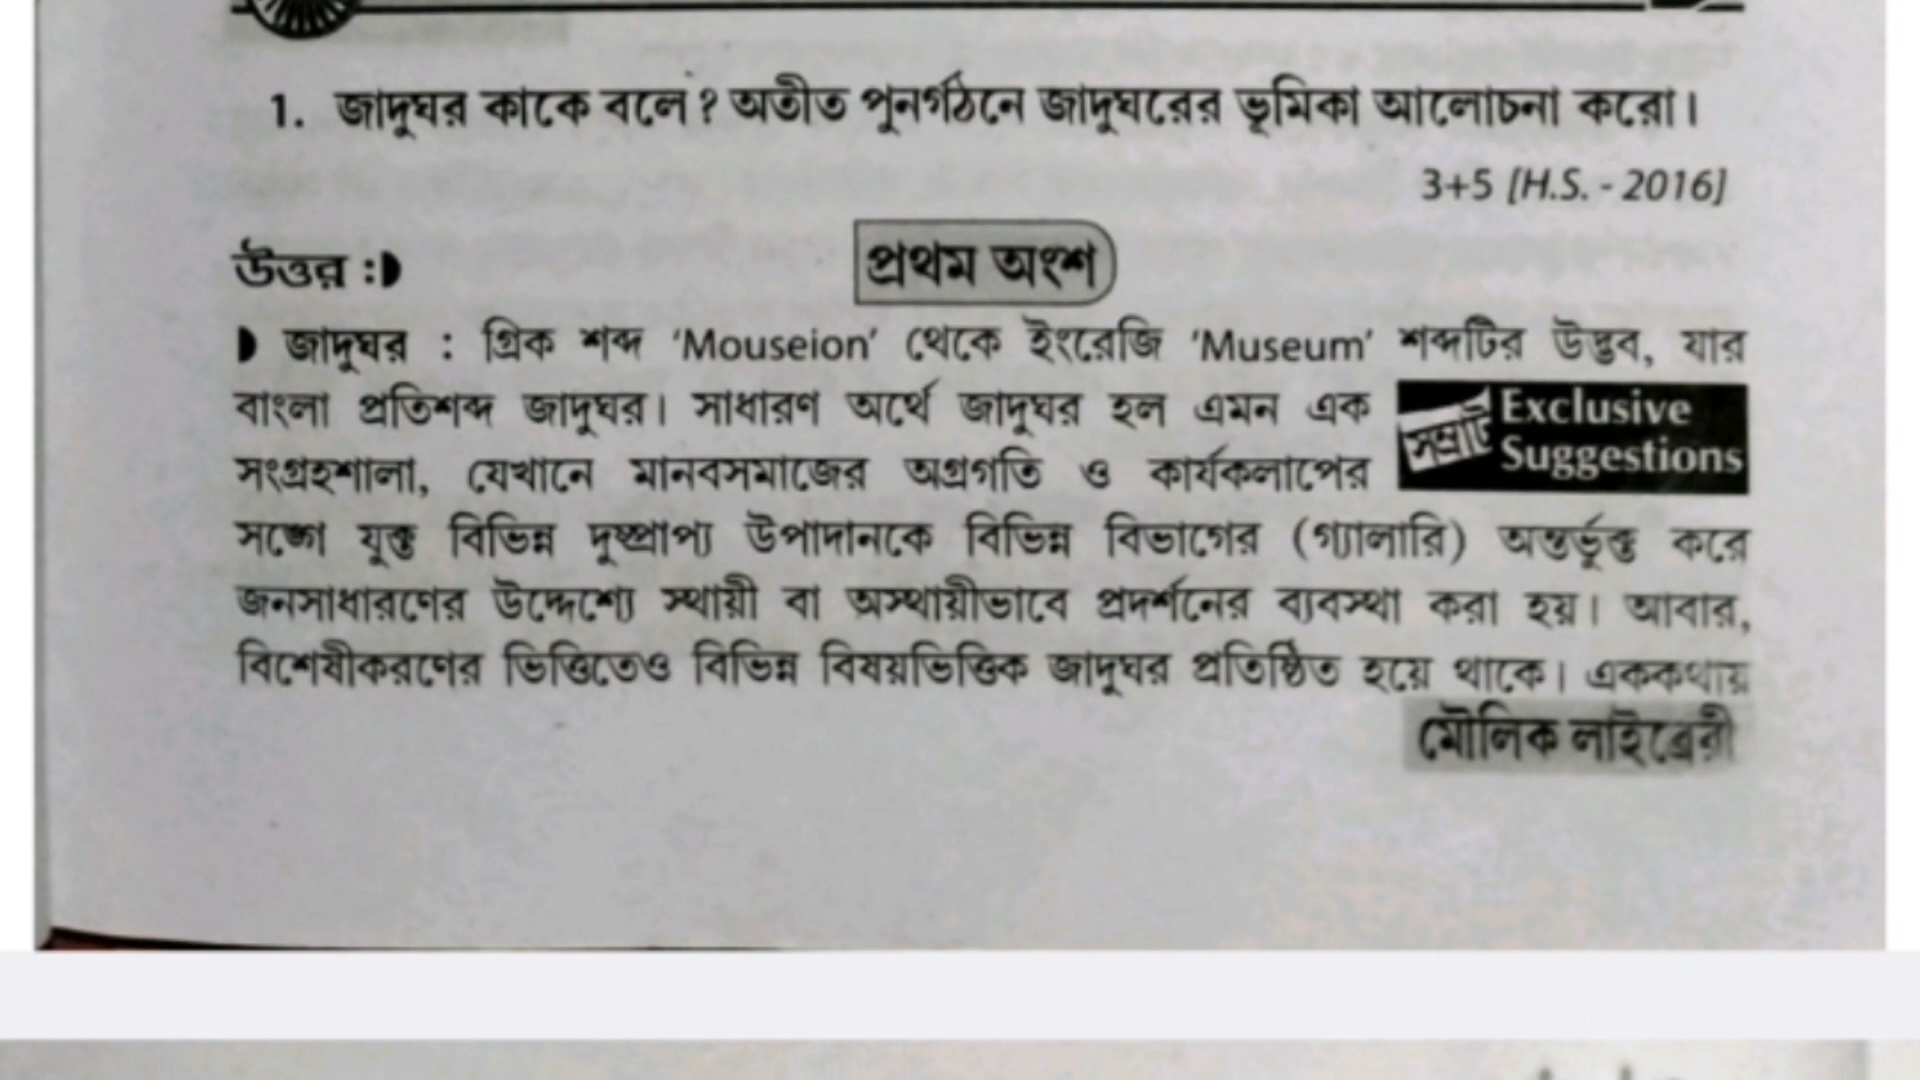 1. জাদুঘর কাকে বলে ? অতীত পুনর্গঠনে জাদুঘরের ভূমিকা আলোচনা করো।
3+5 [H.S. - 2016]
উত্তর :
প্রথম অংশ
জাদুঘর : গ্রিক শব্দ ‘Mouseion’ থেকে ইংরেজি ‘Museum’ শব্দটির উদ্ভব, যার
বাংলা প্রতিশব্দ জাদুঘর। সাধারণ অর্থে জাদুঘর হল এমন এক
সংগ্রহশালা, যেখানে মানবসমাজের অগ্রগতি ও কার্যকলাপের
সম্রাট Exclusive
Suggestions
সঙ্গে যুক্ত বিভিন্ন দুষ্প্রাপ্য উপাদানকে বিভিন্ন বিভাগের (গ্যালারি) অন্তর্ভূক্ত করে
জনসাধারণের উদ্দেশ্যে স্থায়ী বা অস্থায়ীভাবে প্রদর্শনের ব্যবস্থা করা হয়। আবার,
বিশেষীকরণের ভিত্তিতেও বিভিন্ন বিষয়ভিত্তিক জাদুঘর প্রতিষ্ঠিত হয়ে থাকে। এককথায়
মৌলিক লাইব্রেরী